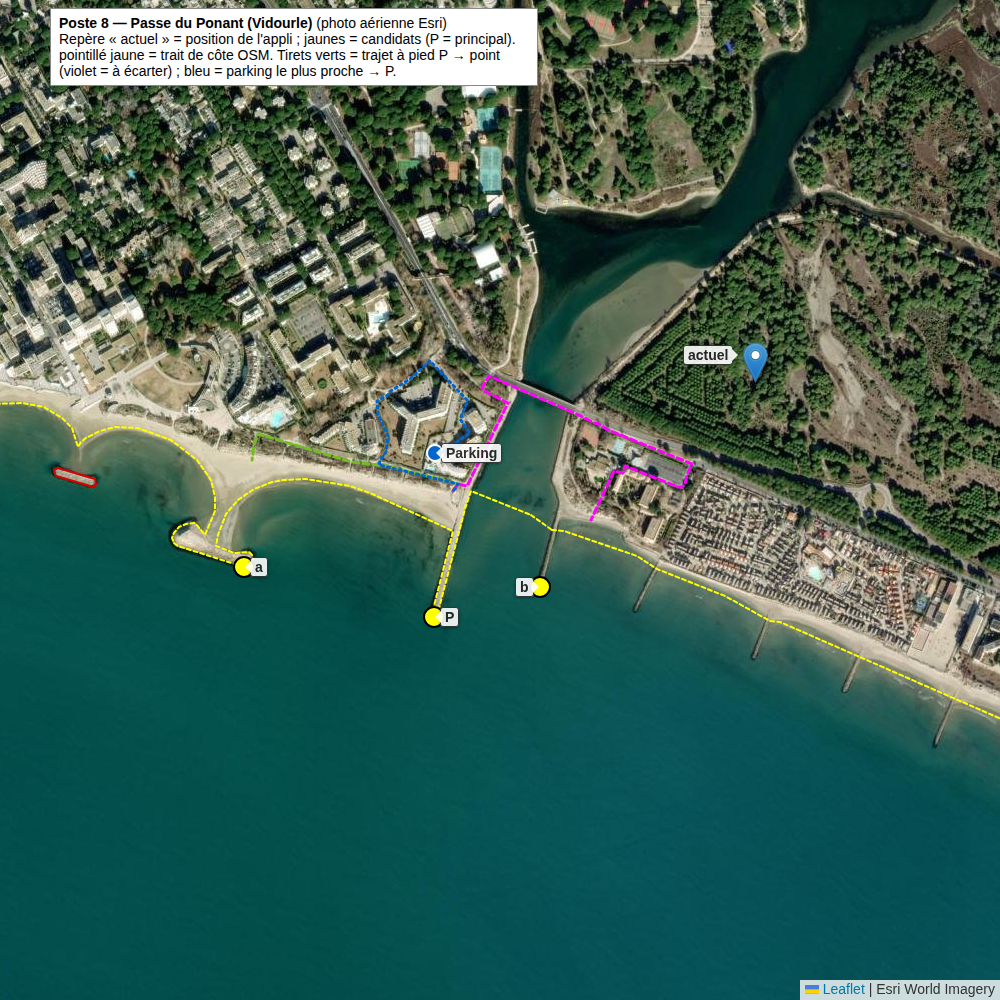 Poste 8 — Passe du Ponant (Vidourle) (photo aérienne Esri)
Repère « actuel » = position de l'appli ; jaunes = candidats (P = principal).
pointillé jaune = trait de côte OSM. Tirets verts = trajet à pied P → point
(violet = à écarter) ; bleu = parking le plus proche → P.
actuel
Parking
a
b
P
Leaflet | Esri World Imagery